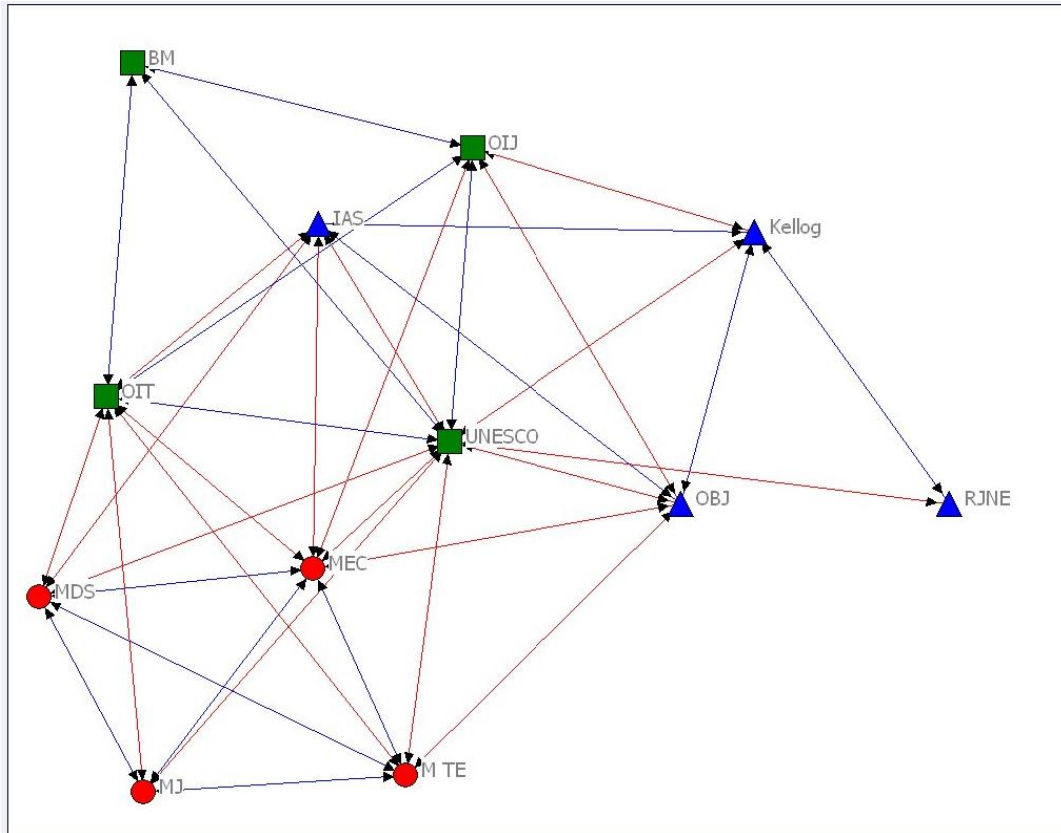 BM
OIJ
IAS
Kellog
OIT
UNESCO
OBJ
RJNE
MEC
MDS
M TE
MJ